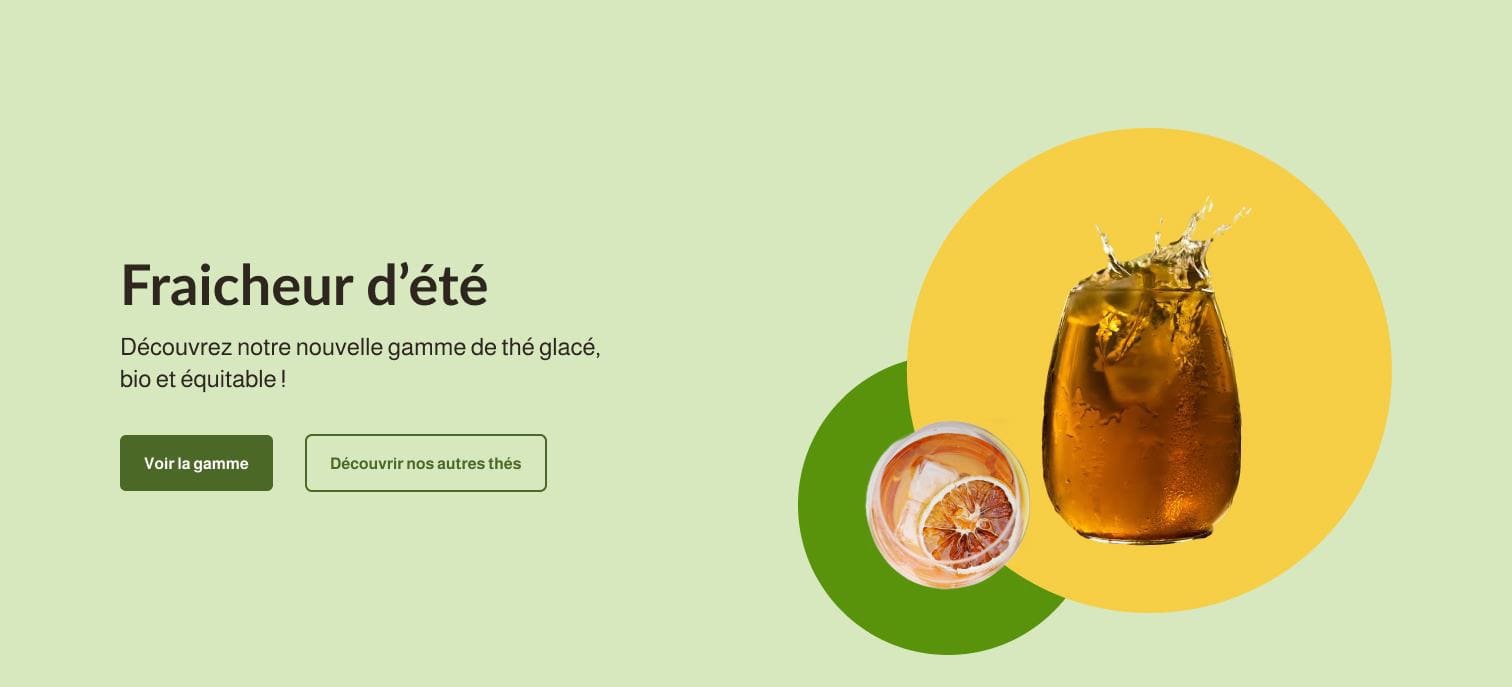 Fraicheur d’été
Découvrez notre nouvelle gamme de thé glacé,
bio et équitable !
Voir la gamme
Découvrir nos autres thés